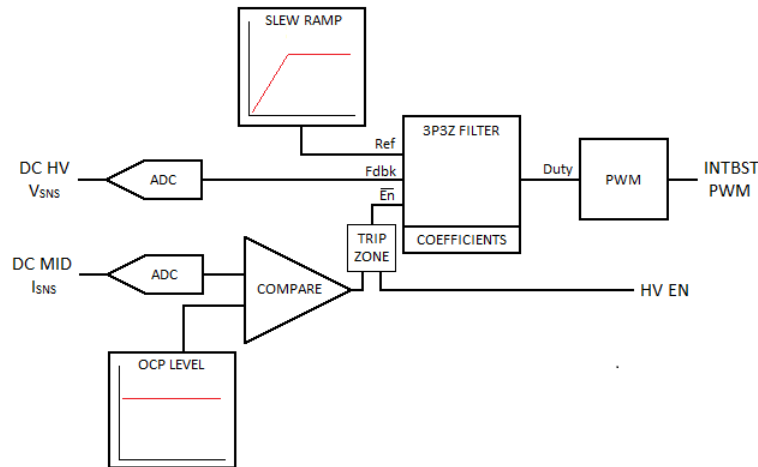 SLEW RAMP
3P3Z FILTER
Ref
DC HV
VSNS
ADC
Fdbk
Duty
PWM
INTBST
PWM
En
TRIP
ZONE
COEFFICIENTS
DC MID
ISNS
ADC
COMPARE
HV EN
OCP LEVEL